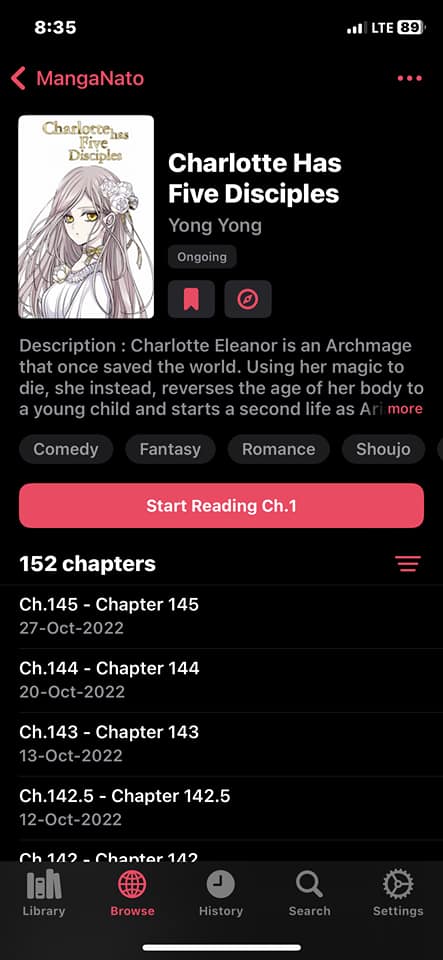 8:35
LTE 89
MangaNato
Charlotte has
Five
Disciples
Charlotte Has
Five Disciples
Yong Yong
Ongoing
Description : Charlotte Eleanor is an Archmage
that once saved the world. Using her magic to
die, she instead, reverses the age of her body to
a young child and starts a second life as Ari more
Comedy
Fantasy
Romance
Shoujo
Start Reading Ch.1
152 chapters
Ch.145 - Chapter 145
27-Oct-2022
Ch.144 - Chapter 144
20-Oct-2022
Ch.143 - Chapter 143
13-Oct-2022
Ch.142.5 - Chapter 142.5
12-Oct-2022
Ch.142 - Chapter 142
Library
Browse
History
Search
Settings